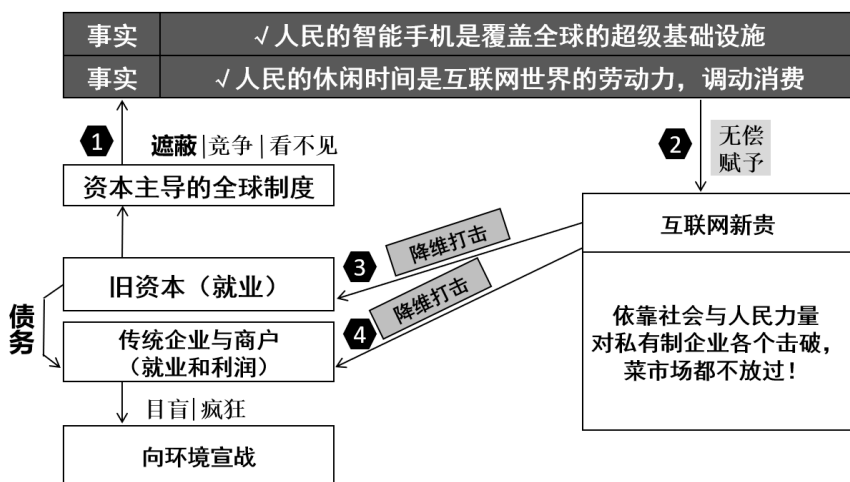 事实 √人民的智能手机是覆盖全球的超级基础设施
事实 √人民的休闲时间是互联网世界的劳动力，调动消费
1 遮蔽|竞争|看不见
2 无偿
赋予
资本主导的全球制度
互联网新贵
降维打击
3
旧资本（就业）
降维打击
4
债务
传统企业与商户
（就业和利润）
依靠社会与人民力量
对私有制企业各个击破，
菜市场都不放过！
目盲|疯狂
向环境宣战